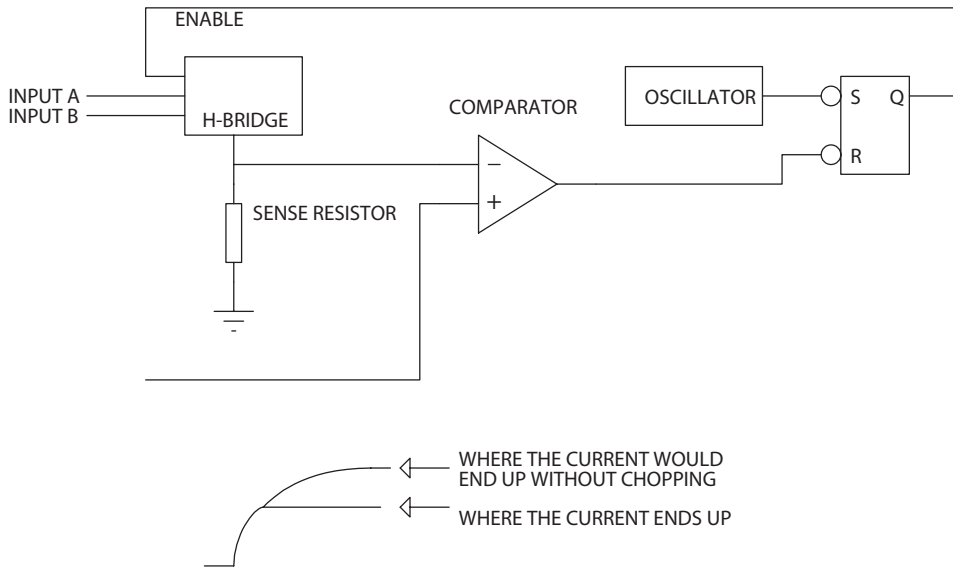 ENABLE
INPUT A
INPUT B
H-BRIDGE
COMPARATOR
OSCILLATOR
S
Q
R
−
+
SENSE RESISTOR
WHERE THE CURRENT WOULD
END UP WITHOUT CHOPPING
WHERE THE CURRENT ENDS UP